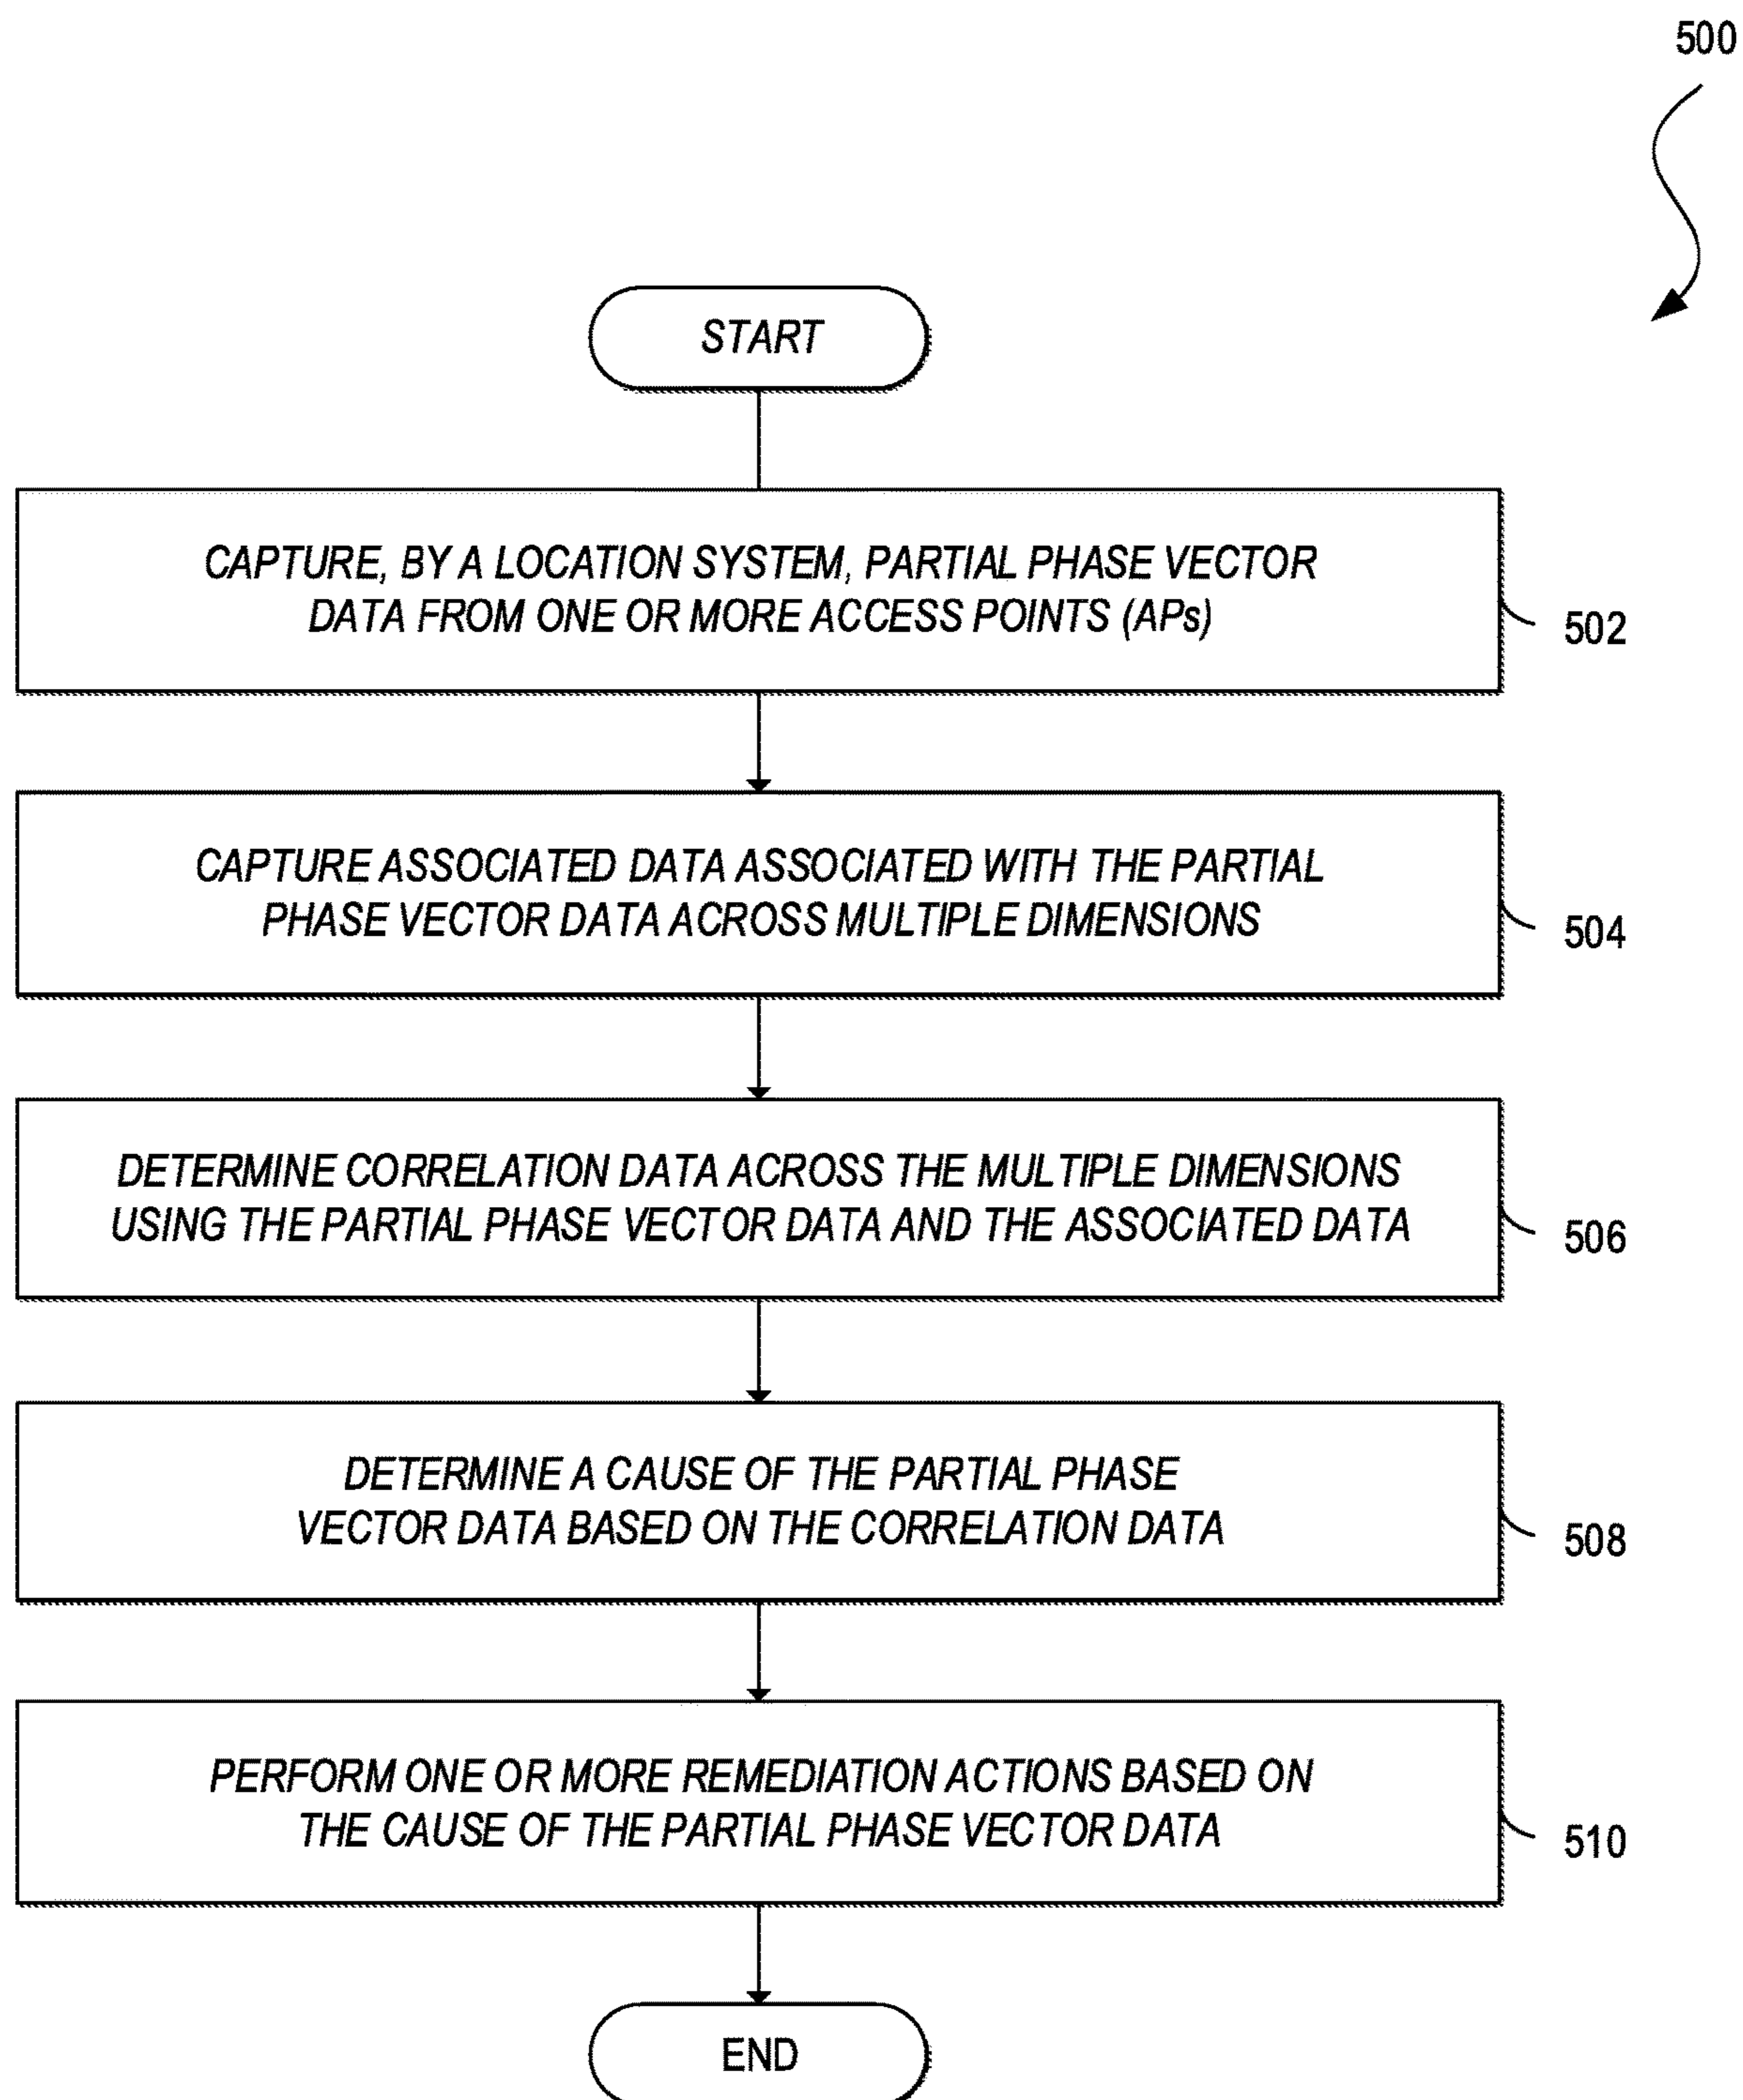 500
START
CAPTURE, BY A LOCATION SYSTEM, PARTIAL PHASE VECTOR
DATA FROM ONE OR MORE ACCESS POINTS (APs)
502
CAPTURE ASSOCIATED DATA ASSOCIATED WITH THE PARTIAL
PHASE VECTOR DATA ACROSS MULTIPLE DIMENSIONS
504
DETERMINE CORRELATION DATA ACROSS THE MULTIPLE DIMENSIONS
USING THE PARTIAL PHASE VECTOR DATA AND THE ASSOCIATED DATA
506
DETERMINE A CAUSE OF THE PARTIAL PHASE
VECTOR DATA BASED ON THE CORRELATION DATA
508
PERFORM ONE OR MORE REMEDIATION ACTIONS BASED ON
THE CAUSE OF THE PARTIAL PHASE VECTOR DATA
510
END